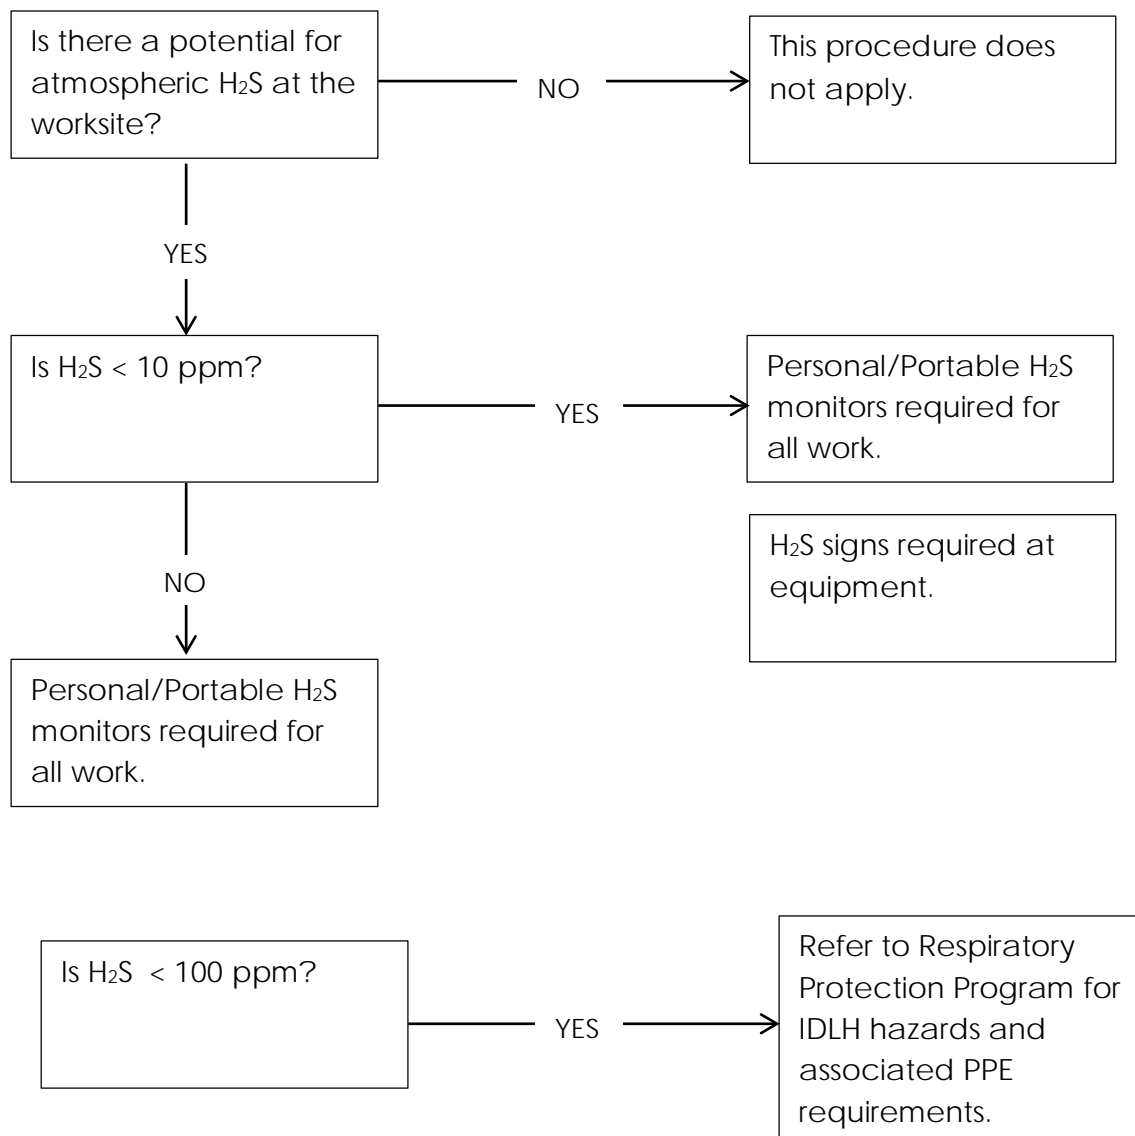 Is there a potential for
atmospheric H₂S at the
worksite?
NO
This procedure does
not apply.
YES
Is H₂S < 10 ppm?
YES
Personal/Portable H₂S
monitors required for
all work.
H₂S signs required at
equipment.
NO
Personal/Portable H₂S
monitors required for
all work.
Is H₂S < 100 ppm?
YES
Refer to Respiratory
Protection Program for
IDLH hazards and
associated PPE
requirements.